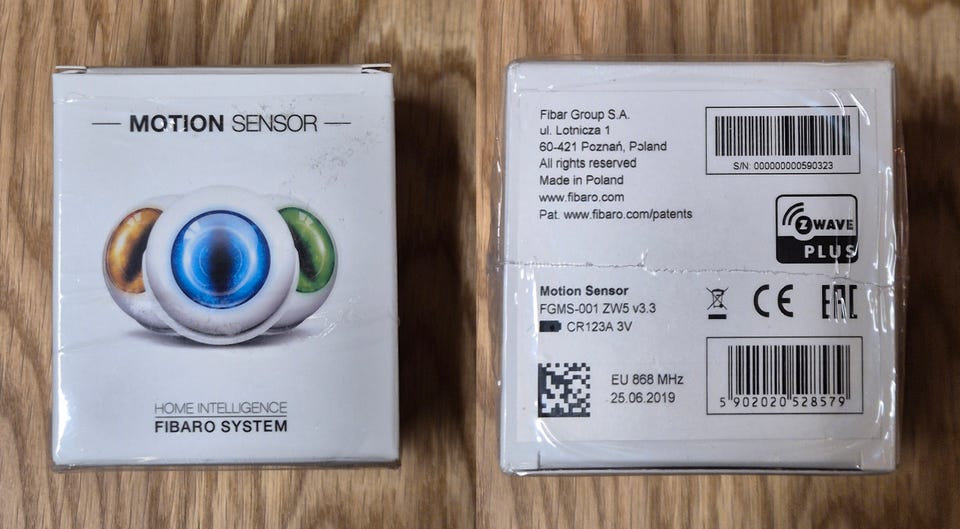 MOTION SENSOR
HOME INTELLIGENCE
FIBARO SYSTEM
Fibar Group S.A.
ul. Lotnicza 1
60-421 Poznań, Poland
All rights reserved
Made in Poland
www.fibaro.com
Pat. www.fibaro.com/patents
S/N: 000000000590323
Z WAVE
PLUS
Motion Sensor
FGMS-001 ZW5 v3.3
CR123A 3V
CE EAC
EU 868 MHz
25.06.2019
5 902020 528579